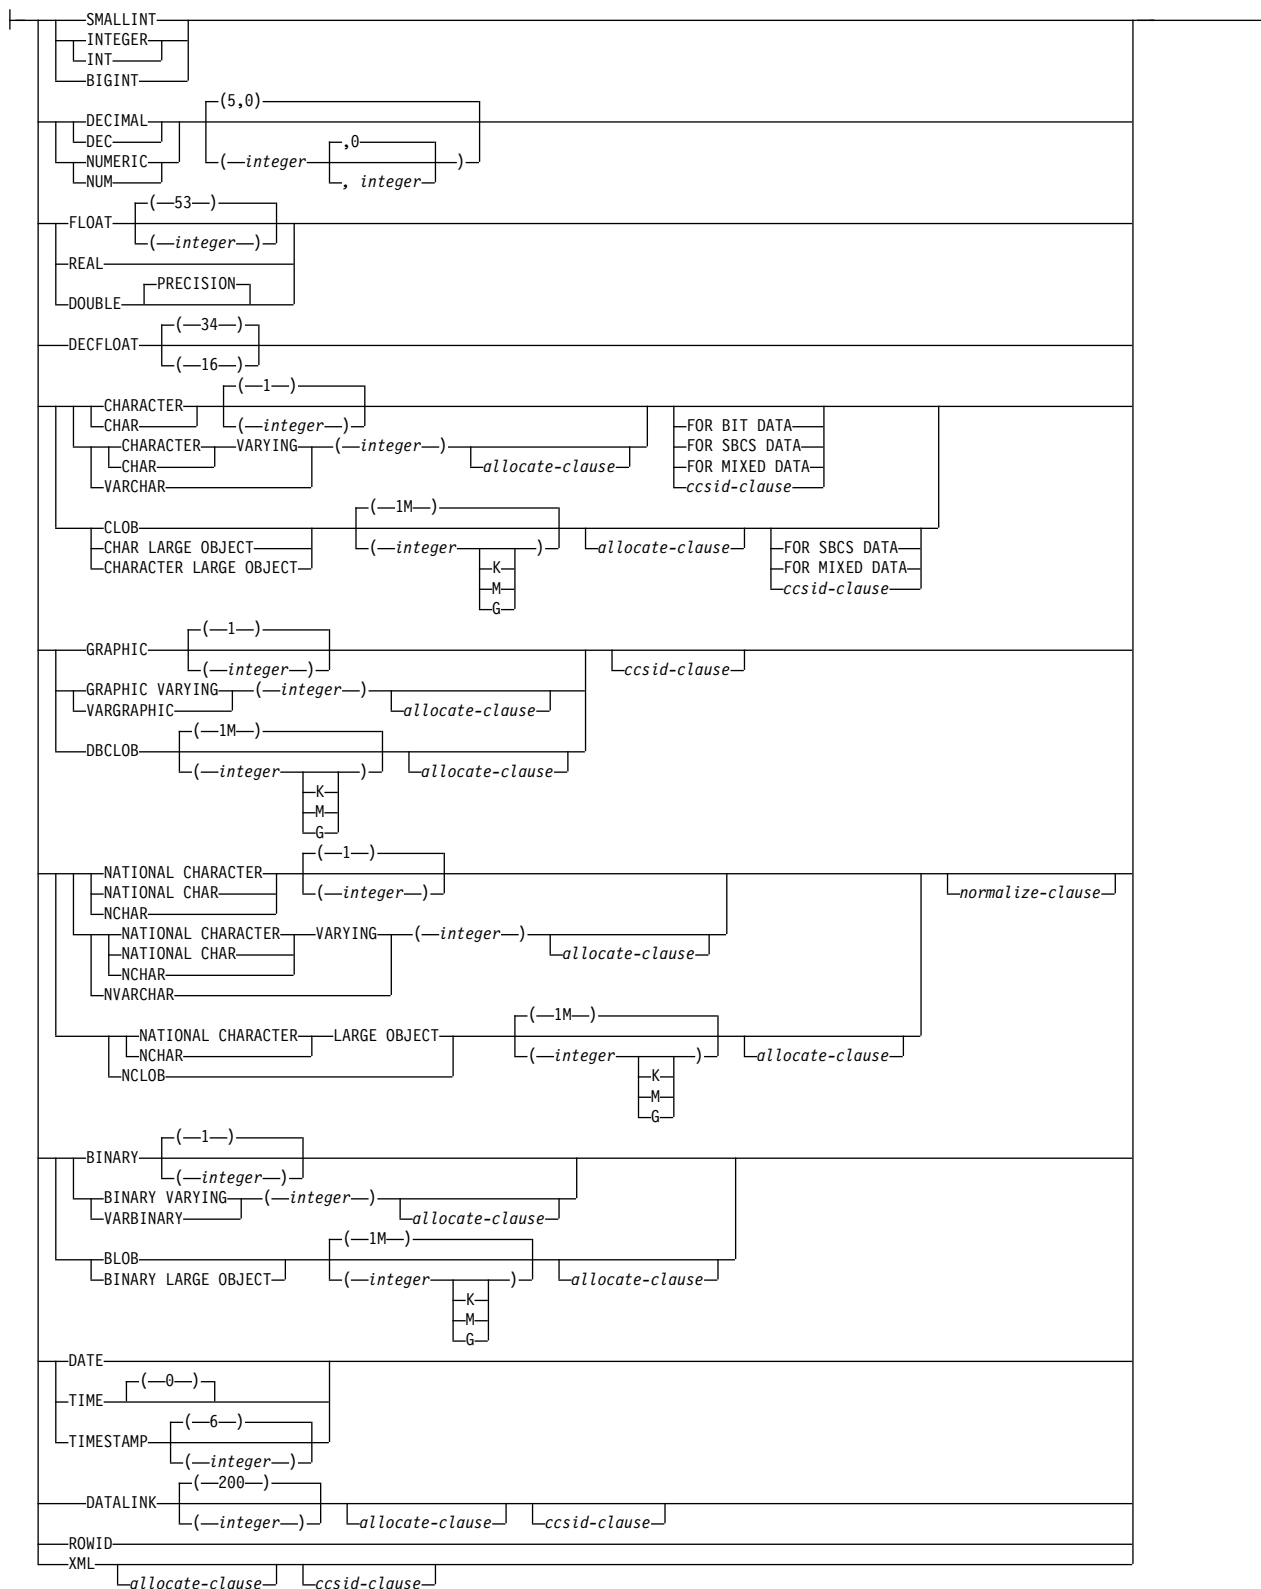 SMALLINT
INTEGER
INT
BIGINT
(5,0)
DECIMAL
DEC ,0
NUMERIC (integer )
NUM , integer
(53)
FLOAT
(integer)
REAL
PRECISION
DOUBLE
(34)
DECFLOAT
(16)
(1)
CHARACTER
CHAR (integer) FOR BIT DATA
CHARACTER VARYING (integer) FOR SBCS DATA
CHAR allocate-clause FOR MIXED DATA
VARCHAR ccsid-clause
(1M)
CLOB
CHAR LARGE OBJECT (integer ) allocate-clause FOR SBCS DATA
CHARACTER LARGE OBJECT K FOR MIXED DATA
M ccsid-clause
G
(1)
GRAPHIC
(integer) ccsid-clause
GRAPHIC VARYING (integer)
VARGRAPHIC allocate-clause
(1M)
DBCLOB
(integer ) allocate-clause
K
M
G
(1)
NATIONAL CHARACTER
NATIONAL CHAR (integer) normalize-clause
NCHAR
NATIONAL CHARACTER VARYING (integer)
NATIONAL CHAR allocate-clause
NCHAR
NVARCHAR
(1M)
NATIONAL CHARACTER LARGE OBJECT
NCHAR (integer ) allocate-clause
NCLOB K
M
G
(1)
BINARY
(integer)
BINARY VARYING (integer)
VARBINARY allocate-clause
(1M)
BLOB
BINARY LARGE OBJECT (integer ) allocate-clause
K
M
G
DATE
(0)
TIME
(6)
TIMESTAMP
(integer)
(200)
DATALINK
(integer) allocate-clause ccsid-clause
ROWID
XML
allocate-clause ccsid-clause